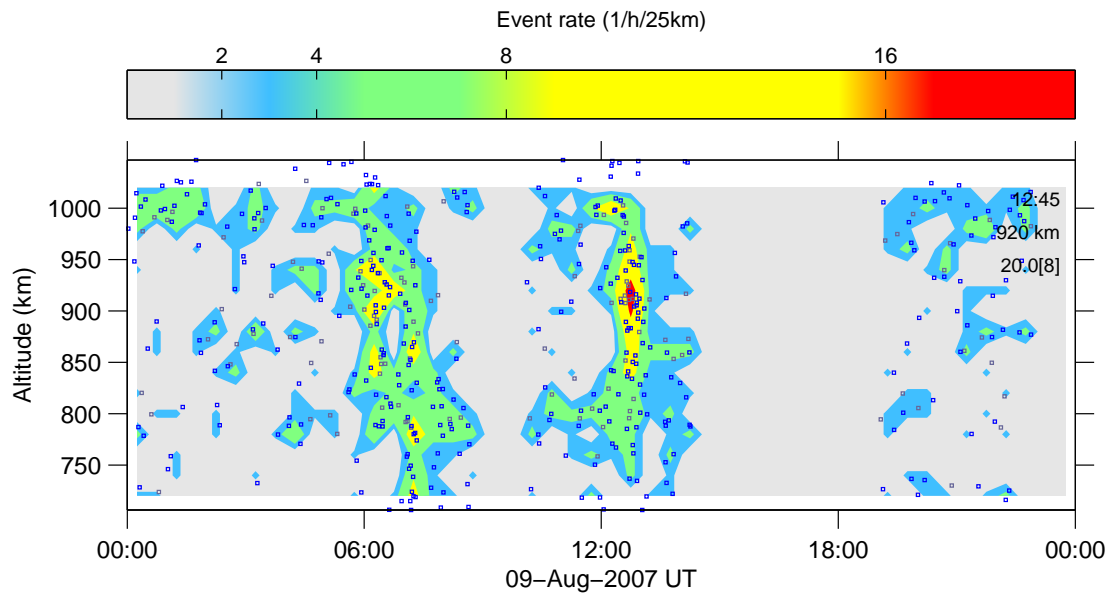 Event rate (1/h/25km)
2 4 8 16
12:45
920 km
20.0[8]
1000
950
900
850
800
750
Altitude (km)
00:00 06:00 12:00 18:00 00:00
09−Aug−2007 UT